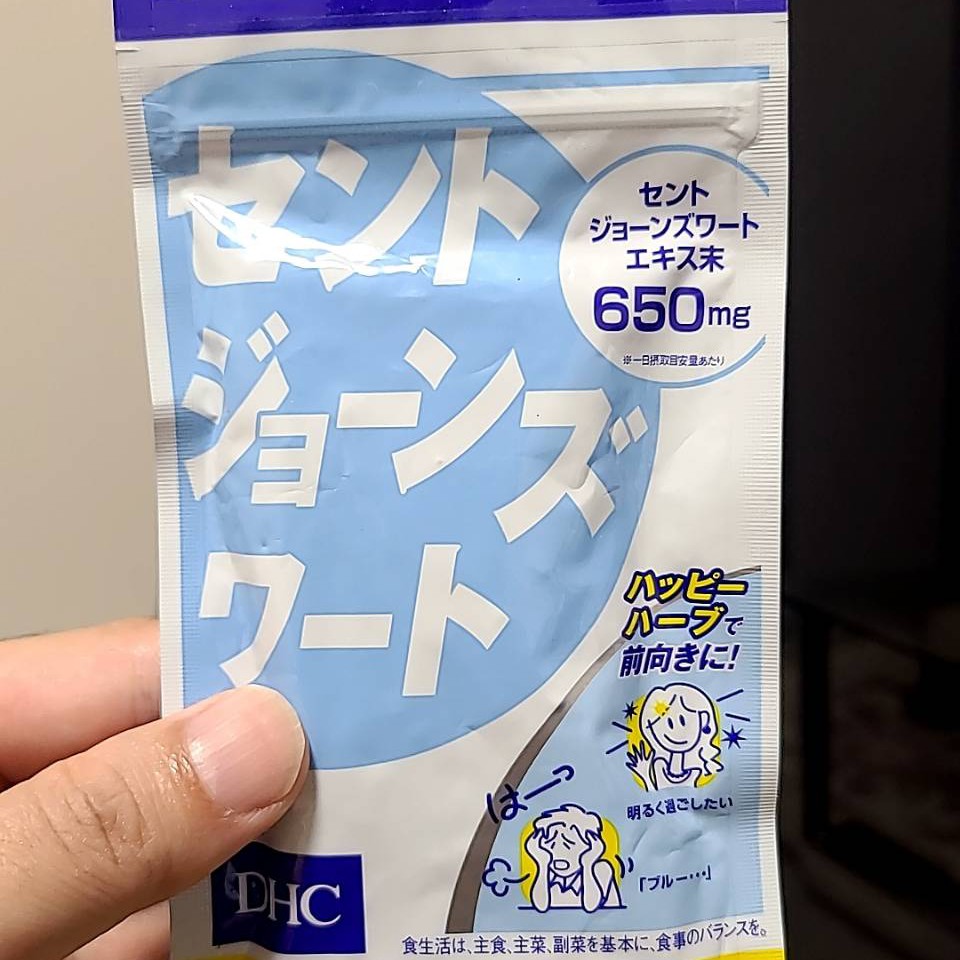 セント
ジョーンズ
ワート
セント
ジョーンズワート
エキス末
650mg
※一日摂取目安量あたり
ハッピー
ハーブで
前向きに!
明るく過ごしたい
はーっ
「ブルー…」
DHC
食生活は、主食、主菜、副菜を基本に、食事のバランスを。